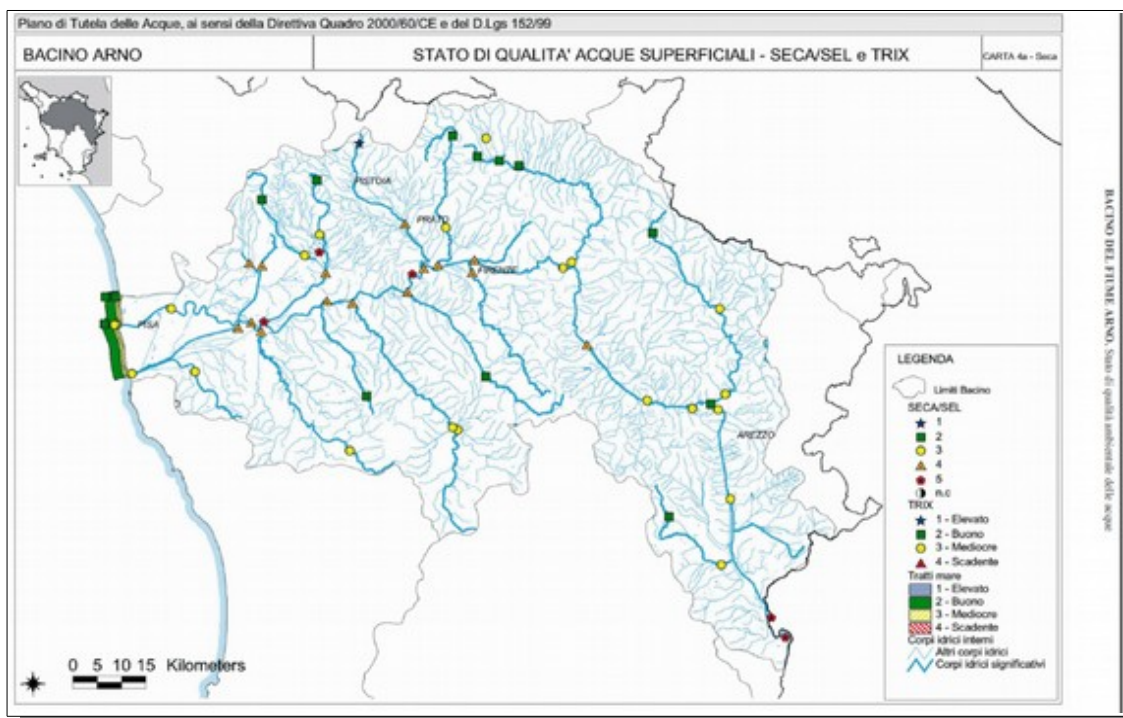 Piano di Tutela delle Acque, ai sensi della Direttiva Quadro 2000/60/CE e del D.Lgs 152/99
BACINO ARNO
STATO DI QUALITA' ACQUE SUPERFICIALI - SECA/SEL e TRIX
CARTA 4a - Seca
PISTOIA
PRATO
FIRENZE
PISA
AREZZO
LEGENDA
Limiti Bacino
SECA/SEL
1
2
3
4
5
n.c
TRIX
1 - Elevato
2 - Buono
3 - Mediocre
4 - Scadente
Tratti mare
1 - Elevato
2 - Buono
3 - Mediocre
4 - Scadente
Corpi idrici interni
Altri corpi idrici
Corpi idrici significativi
0 5 10 15 Kilometers
BACINO DEL FIUME ARNO. Stato di qualità ambientale delle acque